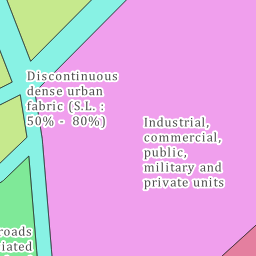 Discontinuous
dense urban
fabric (S.L. :
50% - 80%)
Industrial,
commercial,
public,
military and
private units
roads
iated